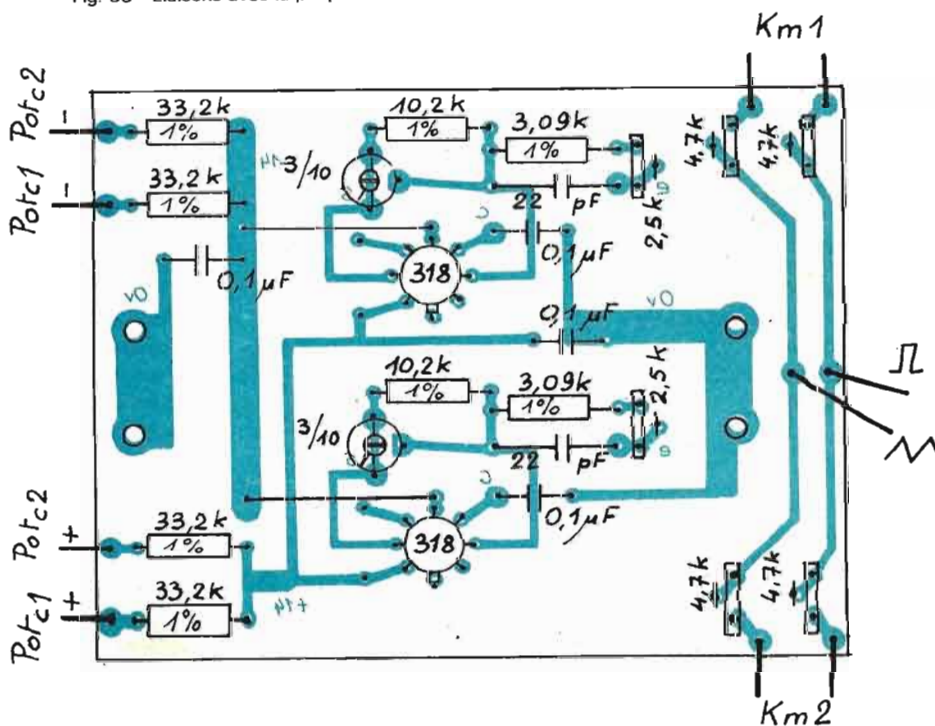 Km1
Potc2 -
33,2k
1%
10,2k
1%
3,09k
1%
4,7k
4,7k
3/10
Potc1 -
33,2k
1%
22 pF
2,5k
318
0,1µF
0,1µF
v0
0,1µF
v0
10,2k
1%
3,09k
1%
2,5k
3/10
22 pF
Potc2 +
33,2k
1%
318
0,1µF
4,7k
4,7k
Potc1 +
33,2k
1%
+14
Km2